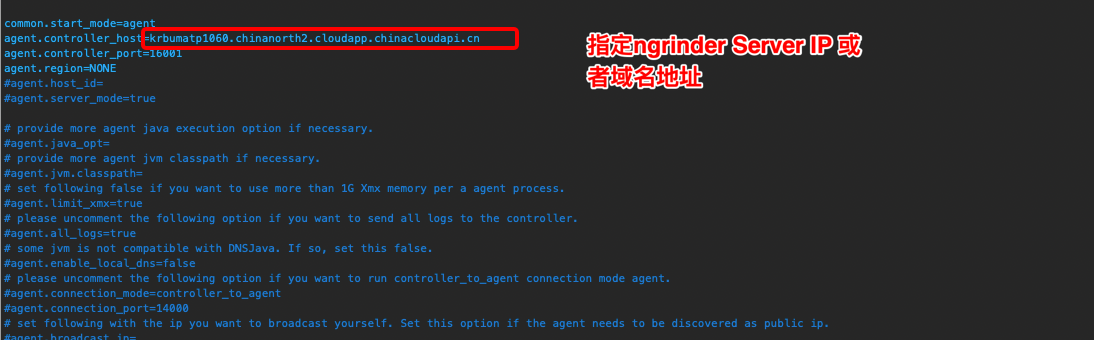 common.start_mode=agent
agent.controller_host=krbumatp1060.chinanorth2.cloudapp.chinacloudapi.cn
agent.controller_port=16001
agent.region=NONE
#agent.host_id=
#agent.server_mode=true
指定ngrinder Server IP 或
者域名地址
# provide more agent java execution option if necessary.
#agent.java_opt=
# provide more agent jvm classpath if necessary.
#agent.jvm.classpath=
# set following false if you want to use more than 1G Xmx memory per a agent process.
#agent.limit_xmx=true
# please uncomment the following option if you want to send all logs to the controller.
#agent.all_logs=true
# some jvm is not compatible with DNSJava. If so, set this false.
#agent.enable_local_dns=false
# please uncomment the following option if you want to run controller_to_agent connection mode agent.
#agent.connection_mode=controller_to_agent
#agent.connection_port=14000
# set following with the ip you want to broadcast yourself. Set this option if the agent needs to be discovered as public ip.
#agent.broadcast_ip=